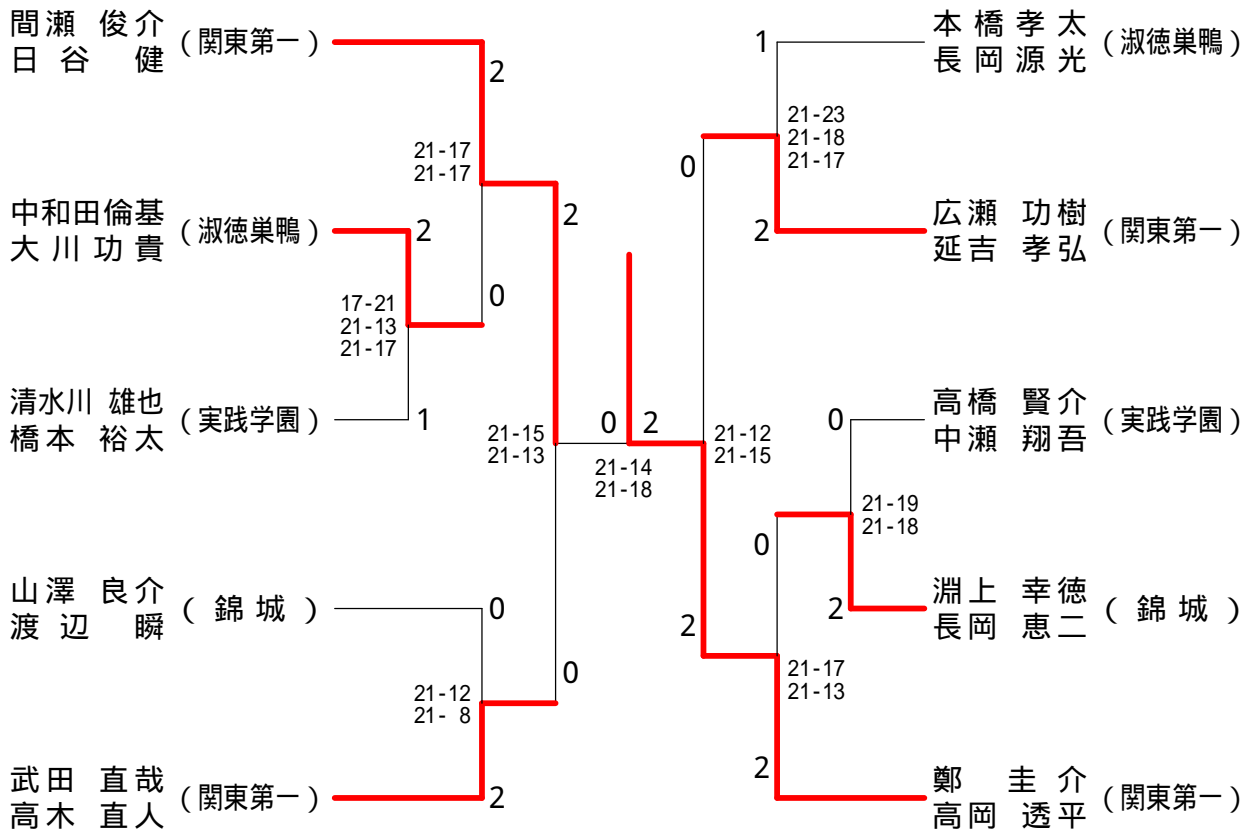 間瀬 俊介
日谷 健
(関東第一)
2
21-17
21-17
中和田倫基
大川功貴
(淑徳巣鴨)
2
0
17-21
21-13
21-17
清水川 雄也
橋本 裕太
(実践学園)
1
2
21-15
21-13
山澤 良介
渡辺 瞬
(錦城)
0
21-12
21- 8
0
武田 直哉
高木 直人
(関東第一)
2
0
2
21-14
21-18
本橋孝太
長岡源光
(淑徳巣鴨)
1
21-23
21-18
21-17
0
広瀬 功樹
延吉 孝弘
(関東第一)
2
21-12
21-15
高橋 賢介
中瀬 翔吾
(実践学園)
0
21-19
21-18
0
淵上 幸徳
長岡 恵二
(錦城)
2
2
21-17
21-13
鄭 圭介
高岡 透平
(関東第一)
2